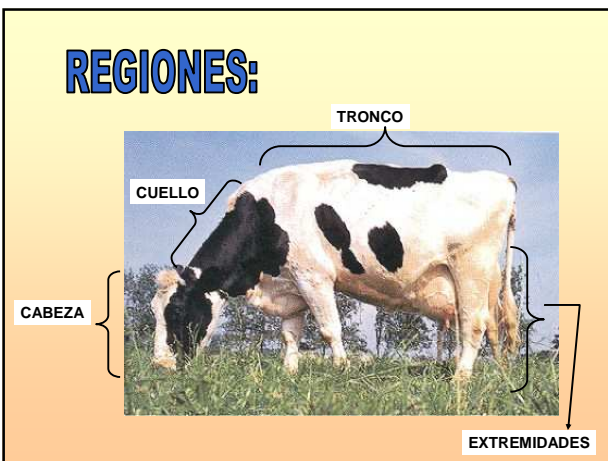 REGIONES:
TRONCO
CUELLO
CABEZA
EXTREMIDADES